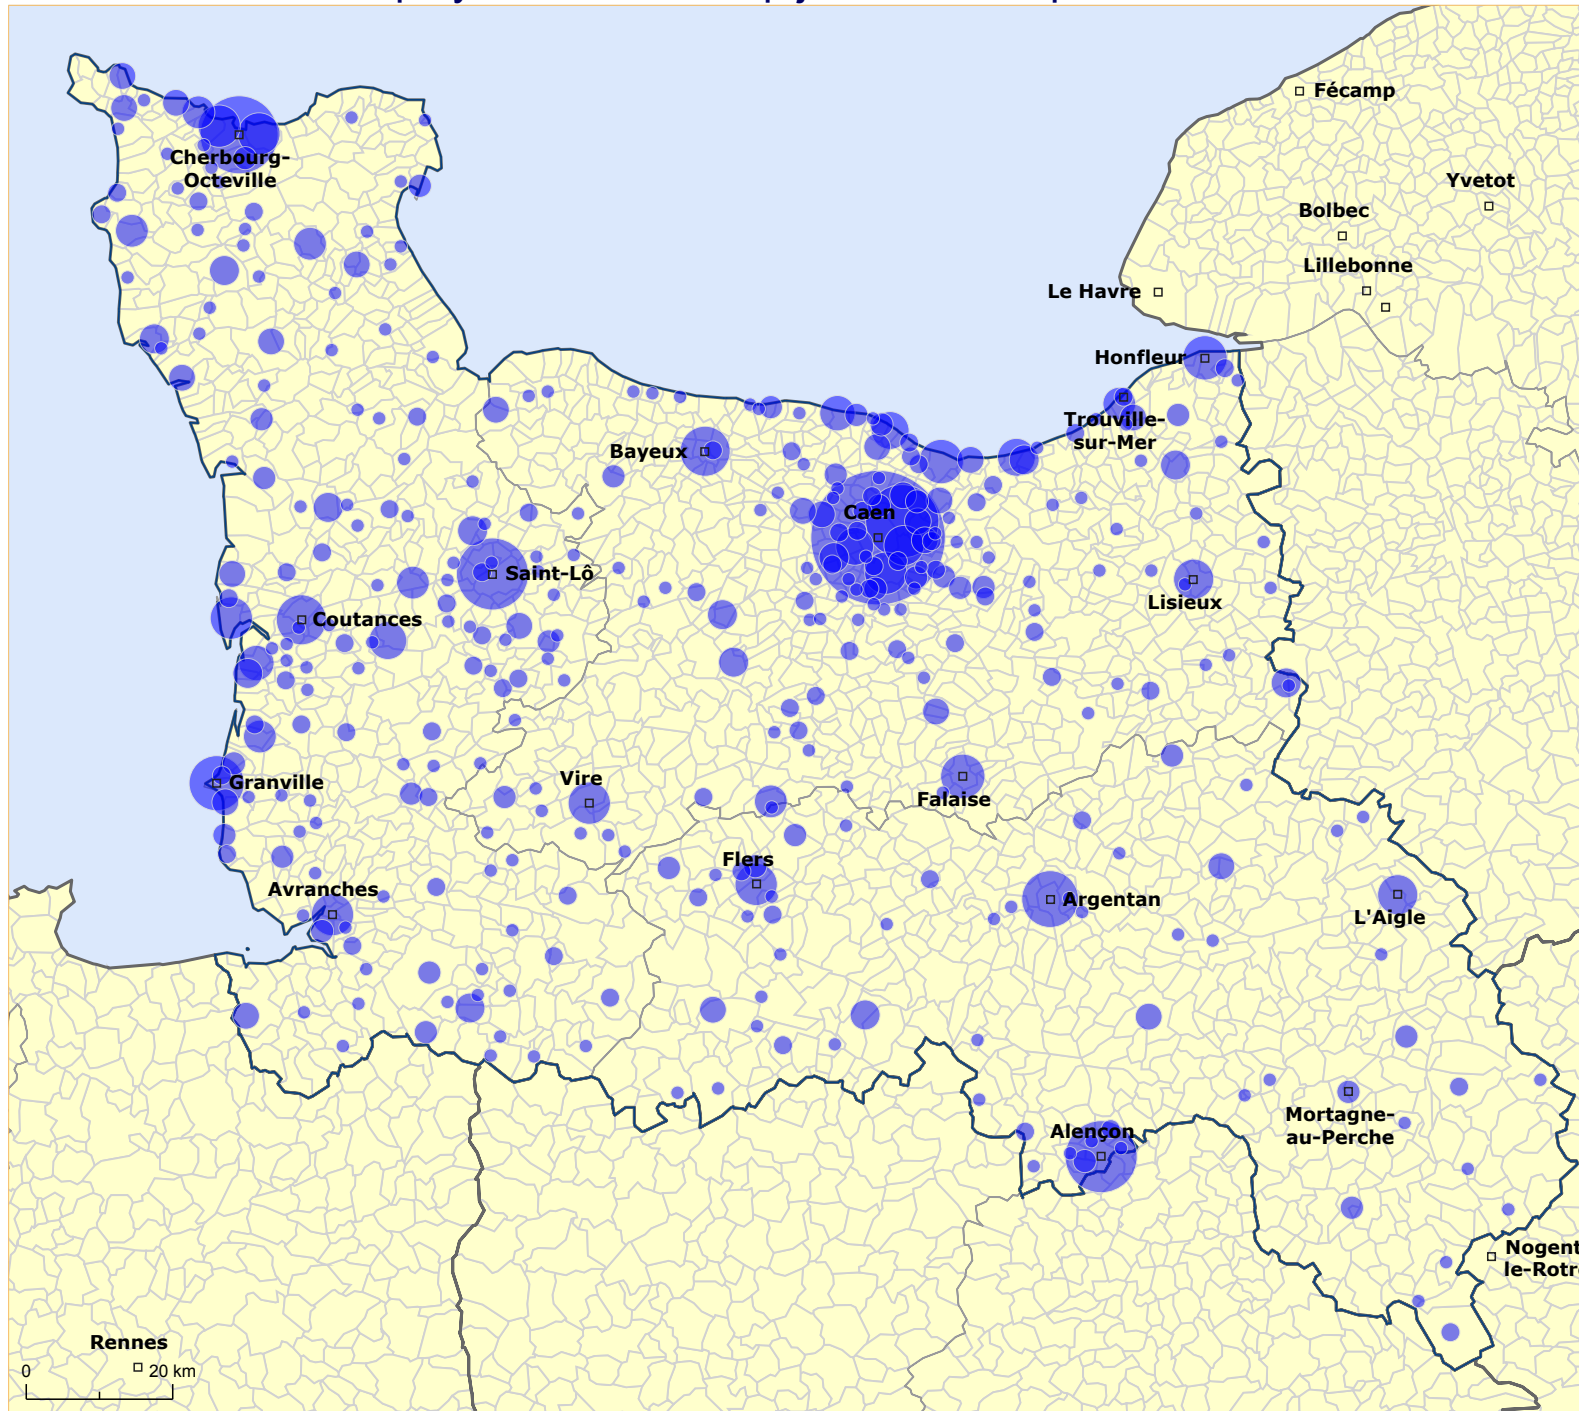 Fécamp
Cherbourg-
Octeville
Yvetot
Bolbec
Lillebonne
Le Havre
Honfleur
Trouville-
sur-Mer
Bayeux
Caen
Saint-Lô
Lisieux
Coutances
Granville
Vire
Falaise
Flers
Avranches
Argentan
L'Aigle
Mortagne-
au-Perche
Alençon
Nogent
le-Rotr
Rennes
0 20 km